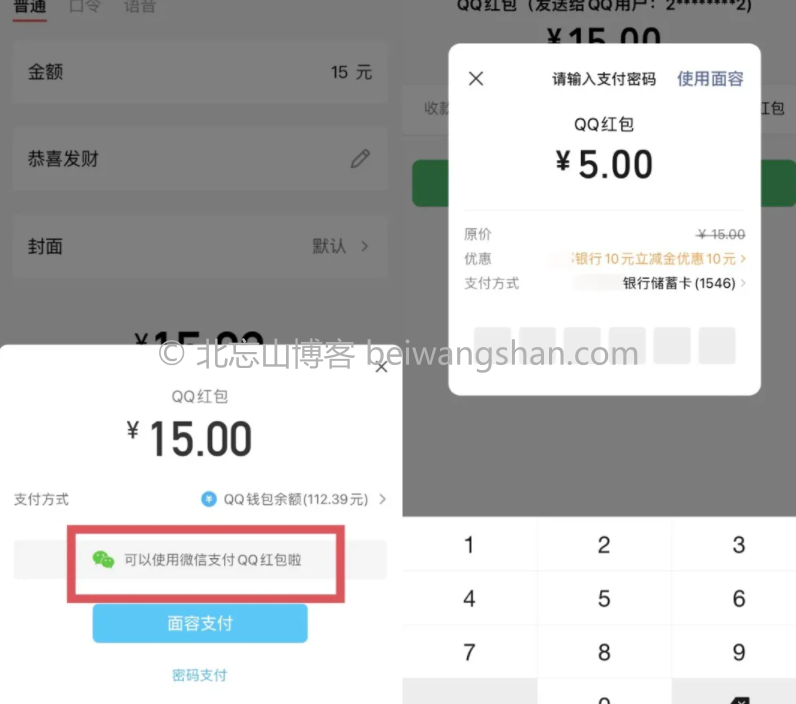 普通 口令 语音
金额 15 元
恭喜发财
封面 默认
¥15.00
QQ红包
¥ 15.00
支付方式 QQ钱包余额(112.39元)
可以使用微信支付QQ红包啦
面容支付
密码支付
QQ红包（发送给QQ用户：2********2)
¥15.00
收款
红包
请输入支付密码 使用面容
QQ红包
¥ 5.00
原价 ¥ 15.00
优惠 银行10元立减金优惠10元
支付方式 银行储蓄卡(1546)
1 2 3
4 5 6
7 8 9
0
© 北忘山博客 beiwangshan.com